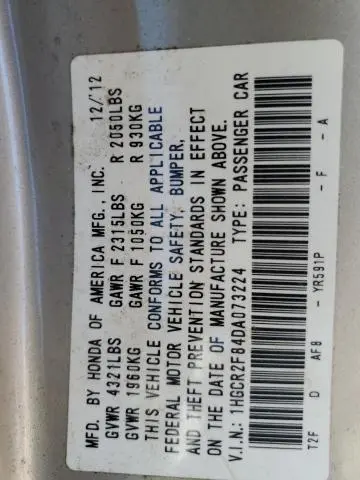 MFD. BY HONDA OF AMERICA MFG., INC. 12/'12
GVWR 4321LBS GAWR F 2315LBS R 2050LBS
GVWR 1960KG GAWR F 1050KG R 930KG
THIS VEHICLE CONFORMS TO ALL APPLICABLE
FEDERAL MOTOR VEHICLE SAFETY, BUMPER,
AND THEFT PREVENTION STANDARDS IN EFFECT
ON THE DATE OF MANUFACTURE SHOWN ABOVE.
V.I.N.: 1HGCR2F84DA073224 TYPE: PASSENGER CAR
T2F D AF8 - YR591P - F - A